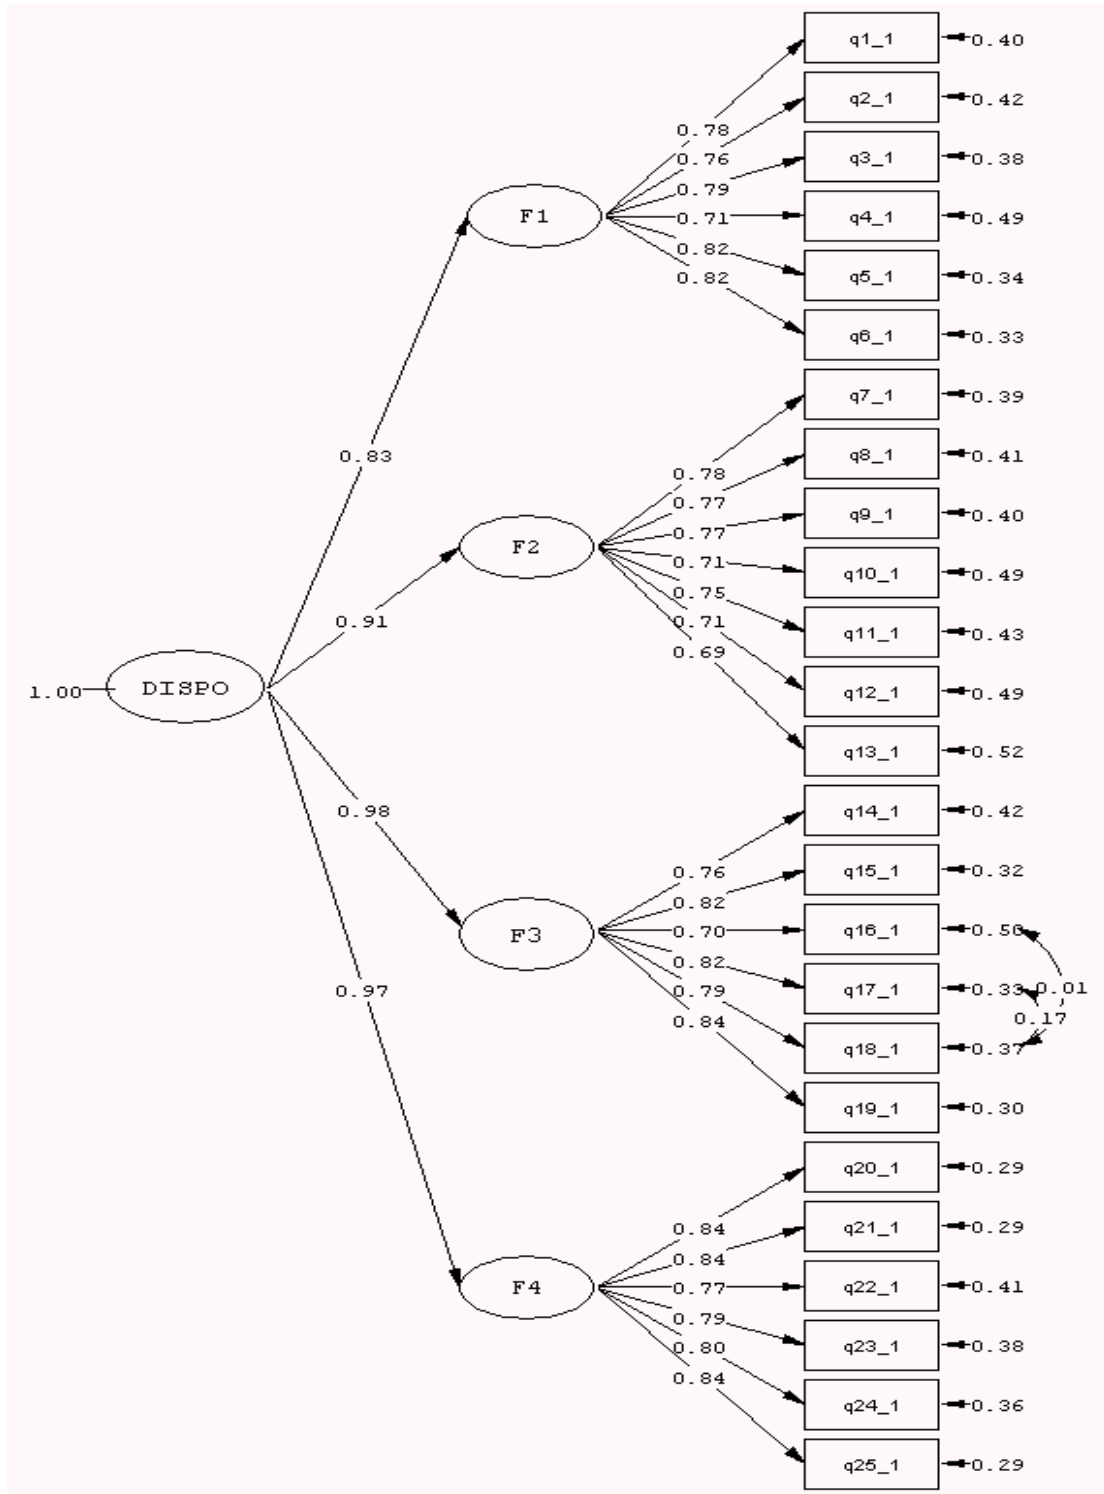 q1_1 0.40
q2_1 0.42
0.78
0.76
q3_1 0.38
0.79
F1 0.71 q4_1 0.49
0.82
q5_1 0.34
0.82
q6_1 0.33
q7_1 0.39
0.83
q8_1 0.41
0.78
0.77
q9_1 0.40
0.77
F2
0.71
q10_1 0.49
0.75
0.91
0.71
q11_1 0.43
0.69
1.00 DISPO
q12_1 0.49
q13_1 0.52
0.98
q14_1 0.42
0.76
q15_1 0.32
0.82
F3 0.70 q16_1 0.50
0.82
0.97
0.79
q17_1 0.33 0.01
0.84
0.17
q18_1 0.37
q19_1 0.30
q20_1 0.29
0.84
q21_1 0.29
0.84
F4 0.77 q22_1 0.41
0.79
q23_1 0.38
0.80
0.84
q24_1 0.36
q25_1 0.29